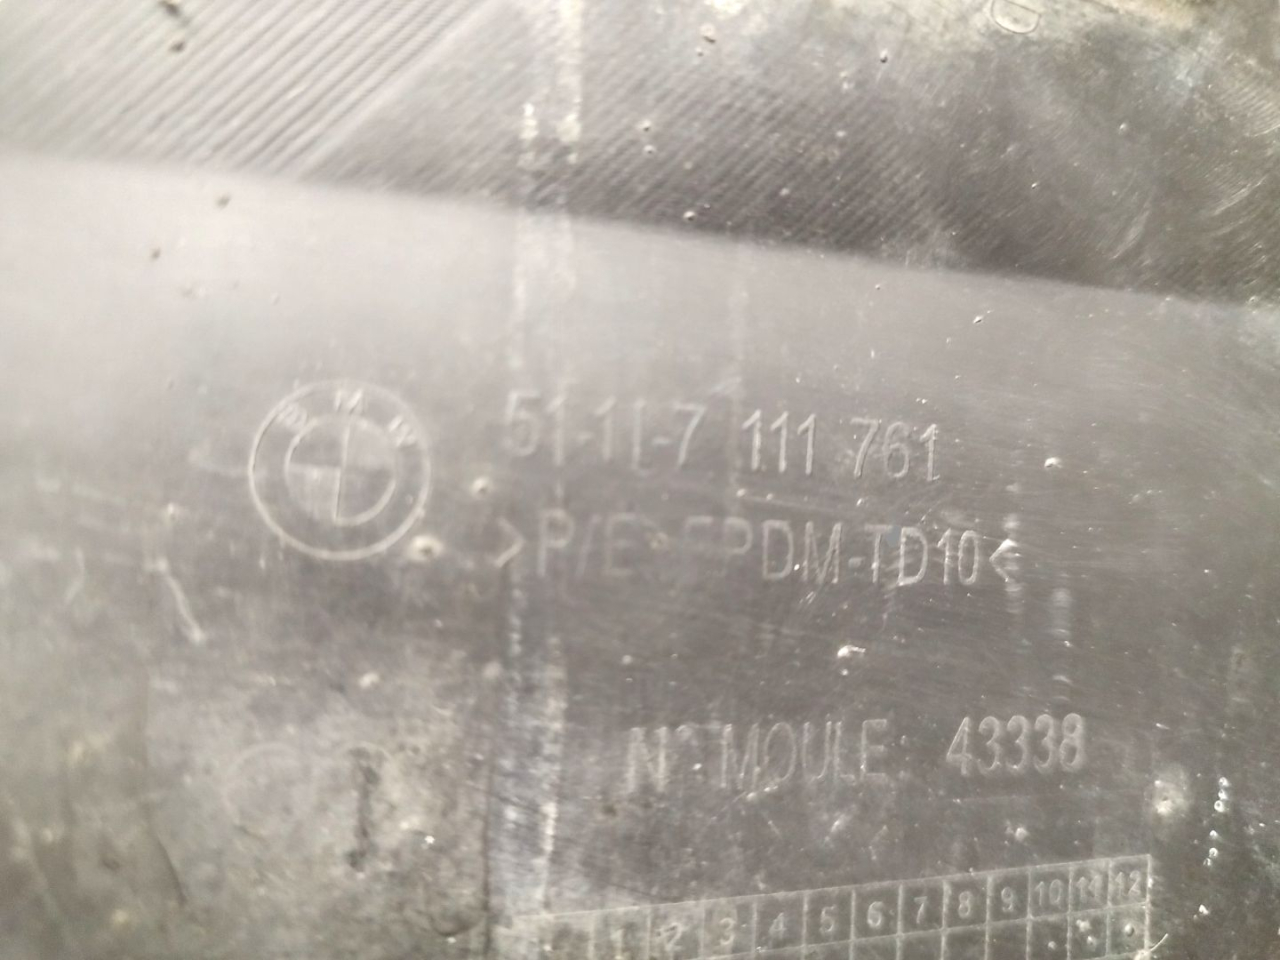 BMW
51-11-7 111 761
>P/E-EPDM-TD10<
N° MOULE: 43338
1 2 3 4 5 6 7 8 9 10 11 12